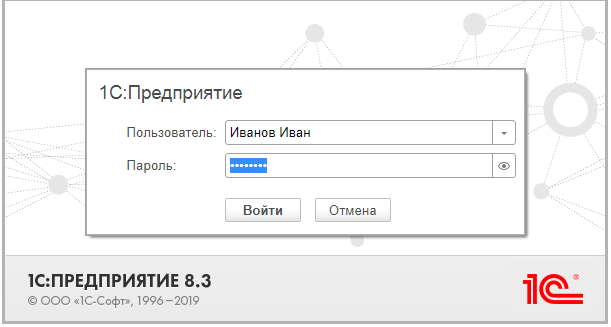 1С:Предприятие
Пользователь: Иванов Иван
Пароль: ••••••••
Войти Отмена
1С:ПРЕДПРИЯТИЕ 8.3
© ООО «1С-Софт», 1996–2019
1С®